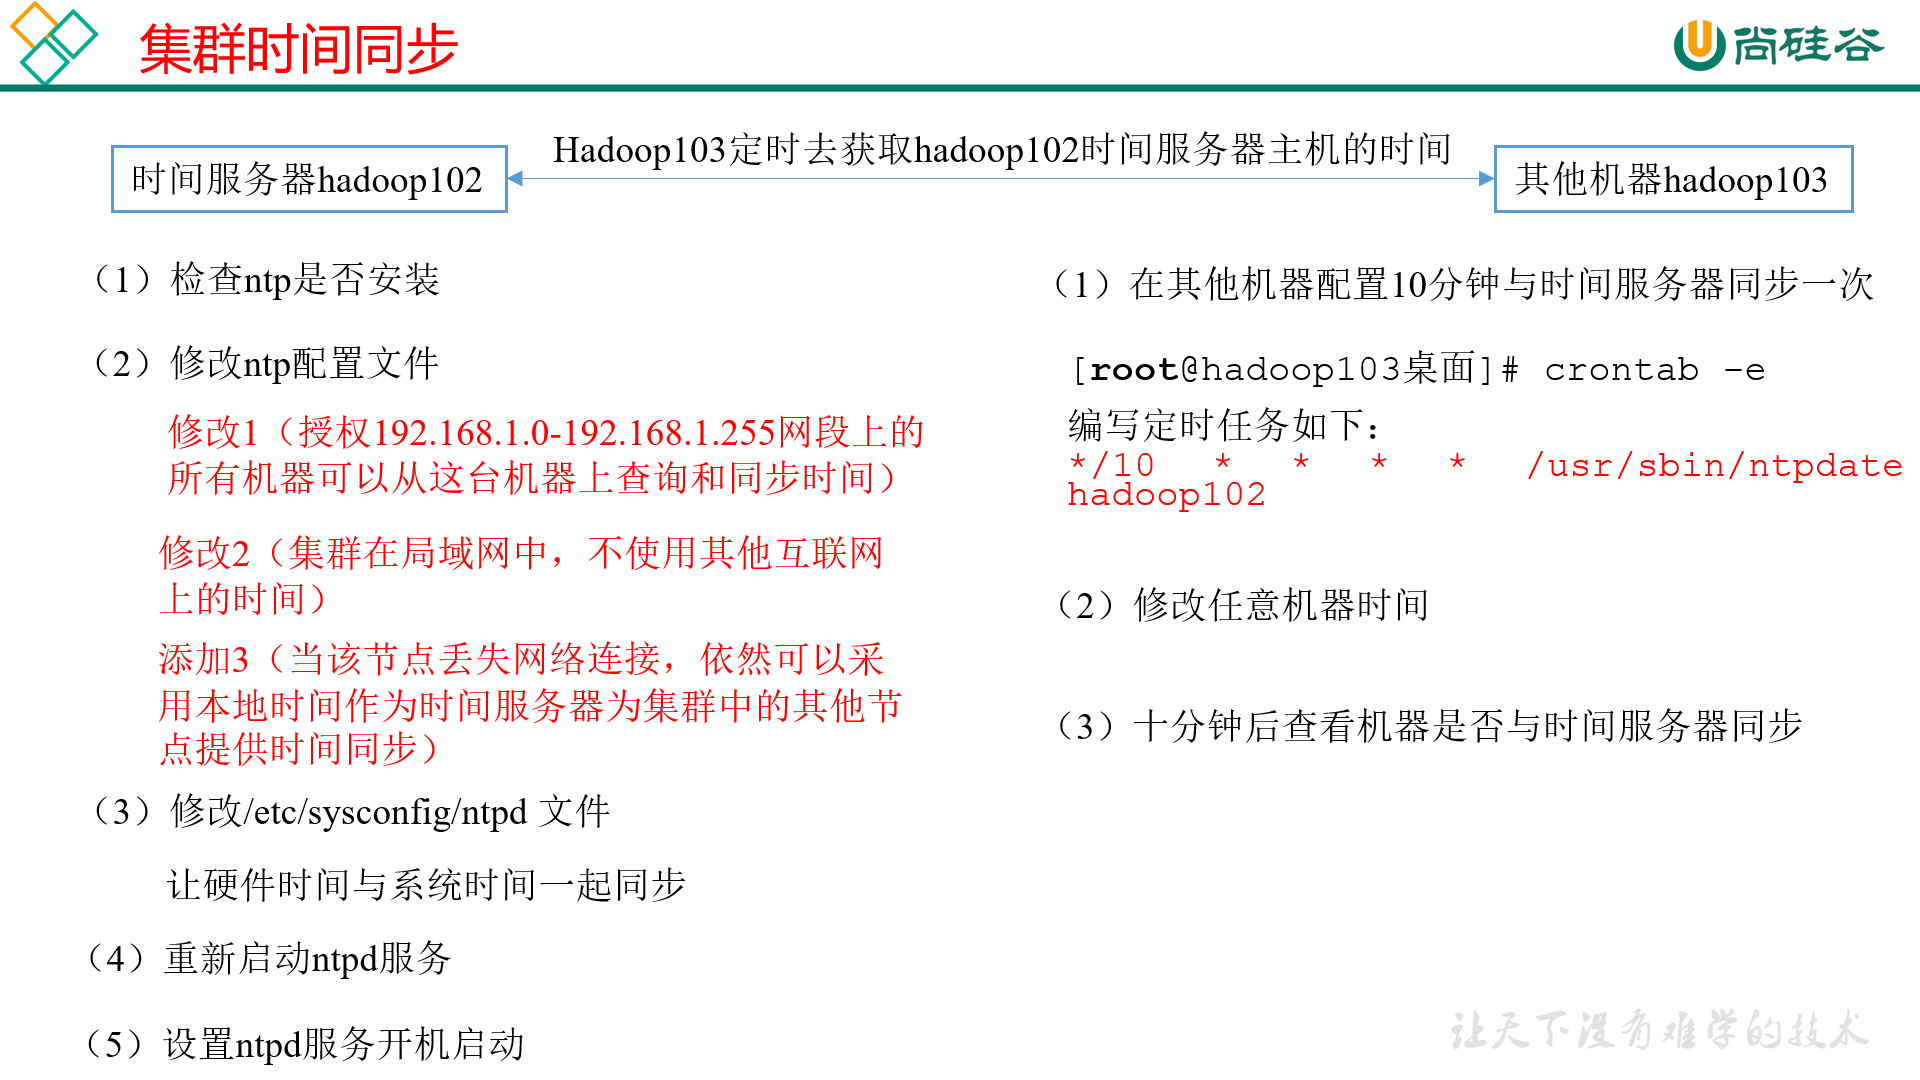 集群时间同步
尚硅谷
Hadoop103定时去获取hadoop102时间服务器主机的时间
时间服务器hadoop102
其他机器hadoop103
（1）检查ntp是否安装
（2）修改ntp配置文件
修改1（授权192.168.1.0-192.168.1.255网段上的
所有机器可以从这台机器上查询和同步时间）
修改2（集群在局域网中，不使用其他互联网
上的时间）
添加3（当该节点丢失网络连接，依然可以采
用本地时间作为时间服务器为集群中的其他节
点提供时间同步）
（3）修改/etc/sysconfig/ntpd 文件
让硬件时间与系统时间一起同步
（4）重新启动ntpd服务
（5）设置ntpd服务开机启动
（1）在其他机器配置10分钟与时间服务器同步一次
[root@hadoop103桌面]# crontab –e
编写定时任务如下：
*/10 * * * * /usr/sbin/ntpdate
hadoop102
（2）修改任意机器时间
（3）十分钟后查看机器是否与时间服务器同步
让天下没有难学的技术